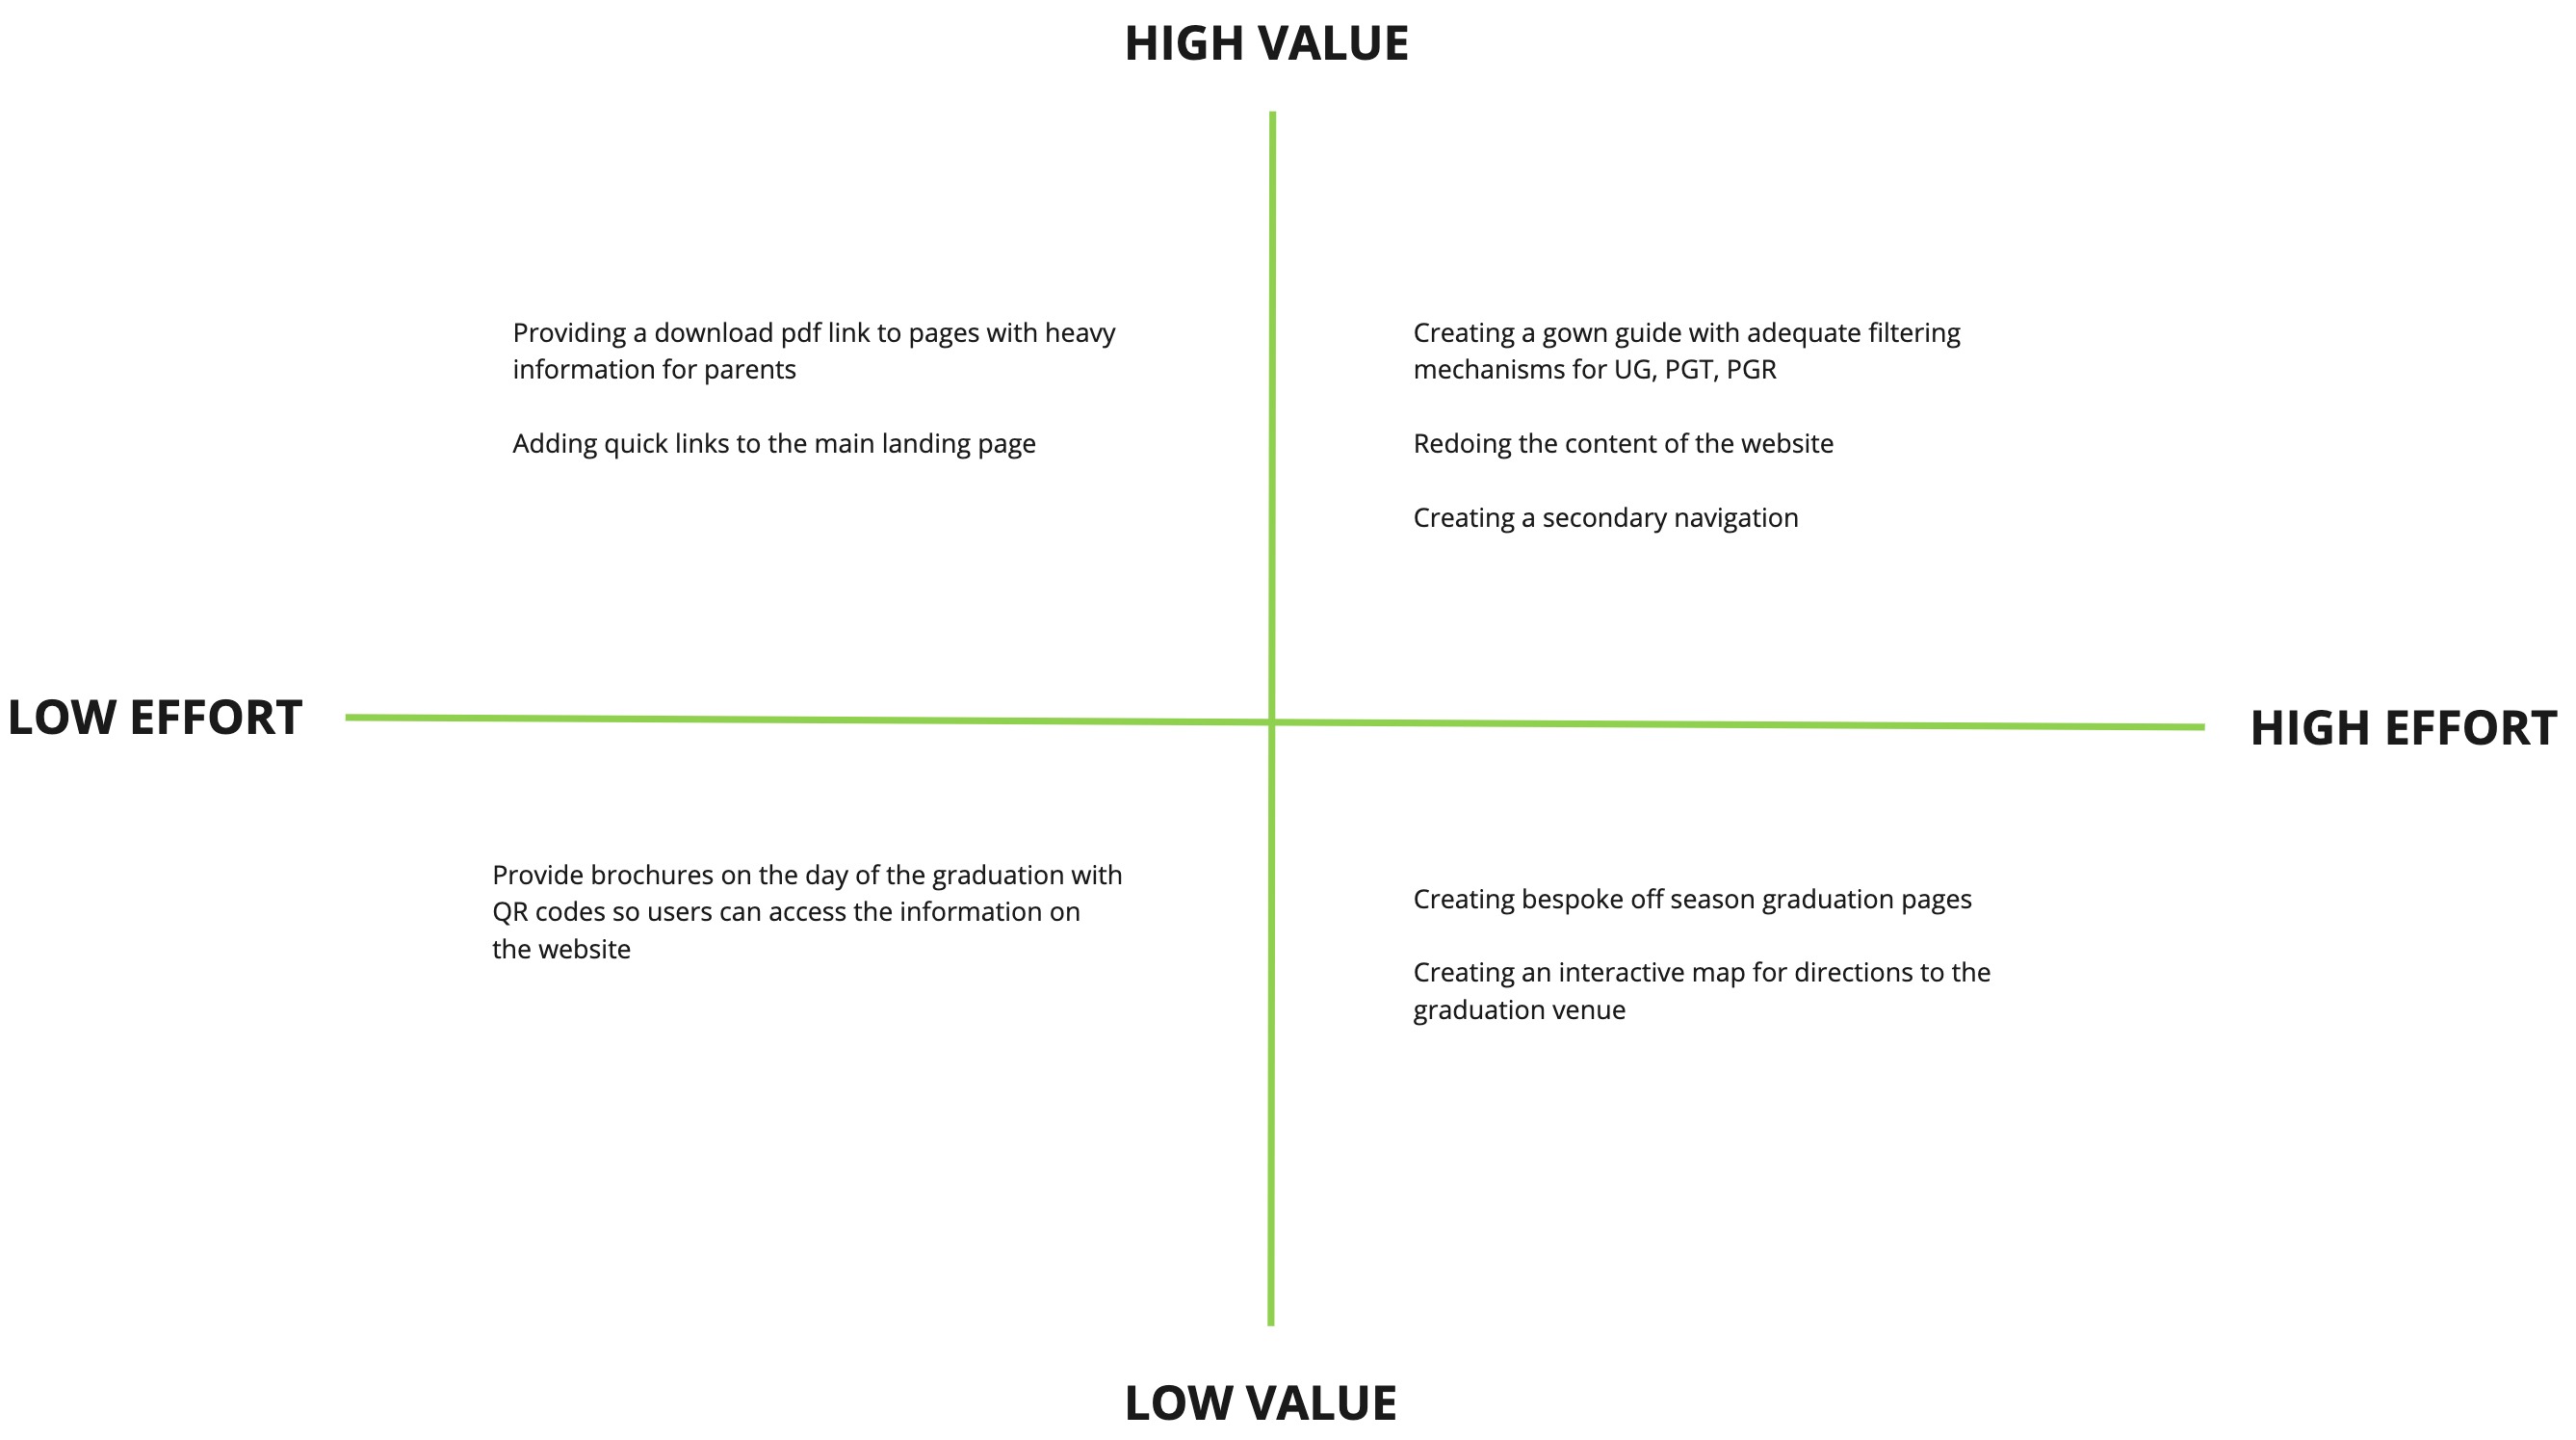 HIGH VALUE
Providing a download pdf link to pages with heavy
information for parents
Adding quick links to the main landing page
Creating a gown guide with adequate filtering
mechanisms for UG, PGT, PGR
Redoing the content of the website
Creating a secondary navigation
LOW EFFORT
HIGH EFFORT
Provide brochures on the day of the graduation with
QR codes so users can access the information on
the website
Creating bespoke off season graduation pages
Creating an interactive map for directions to the
graduation venue
LOW VALUE